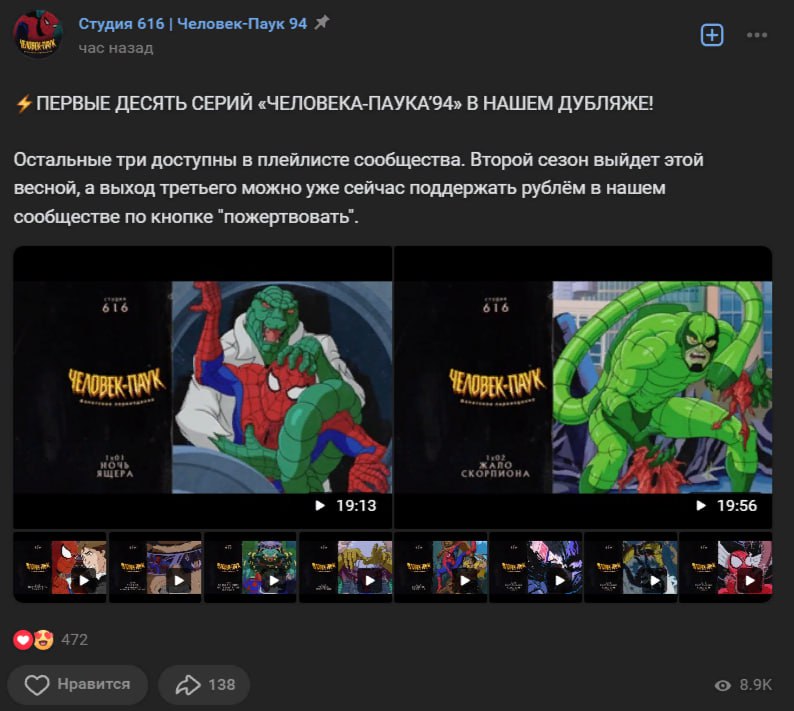 Студия 616 | Человек-Паук 94
час назад
⚡ПЕРВЫЕ ДЕСЯТЬ СЕРИЙ «ЧЕЛОВЕКА-ПАУКА'94» В НАШЕМ ДУБЛЯЖЕ!
Остальные три доступны в плейлисте сообщества. Второй сезон выйдет этой
весной, а выход третьего можно уже сейчас поддержать рублём в нашем
сообществе по кнопке "пожертвовать".
студия
616
ЧЕЛОВЕК-ПАУК
1x01
НОЧЬ
ЯЩЕРА
19:13
студия
616
ЧЕЛОВЕК-ПАУК
1x02
ЖАЛО
СКОРПИОНА
19:56
472
Нравится
138
8.9K